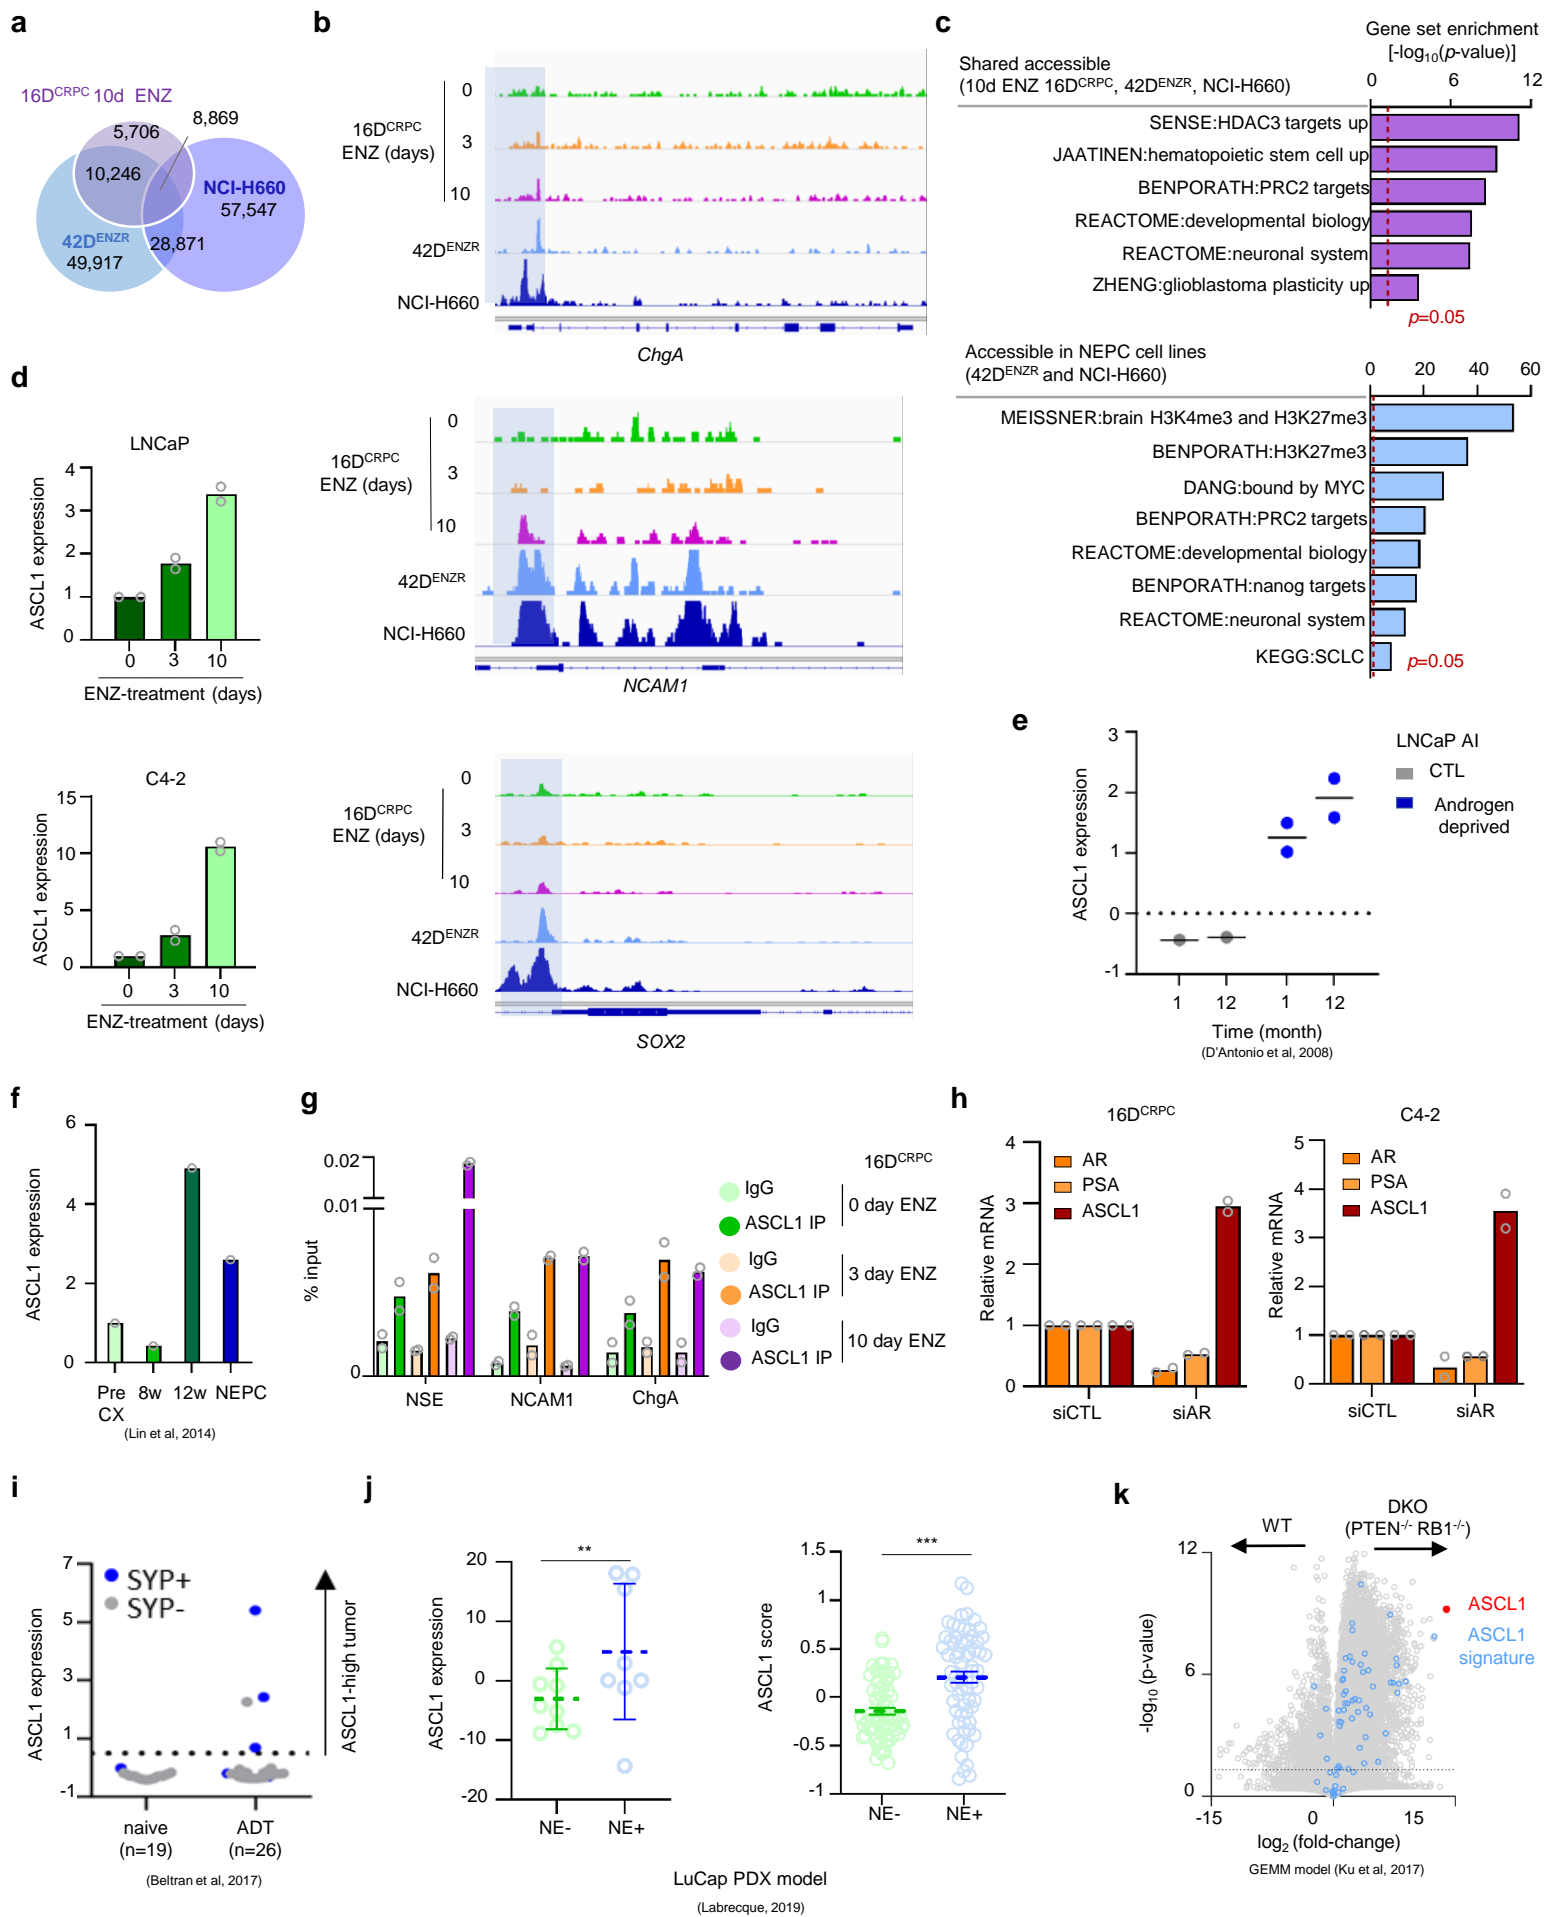 a
16D^CRPC 10d ENZ
5,706
8,869
10,246
NCI-H660
57,547
42D^ENZR
49,917
28,871
b
16D^CRPC
ENZ (days)
0
3
10
42D^ENZR
NCI-H660
ChgA
16D^CRPC
ENZ (days)
0
3
10
42D^ENZR
NCI-H660
NCAM1
16D^CRPC
ENZ (days)
0
3
10
42D^ENZR
NCI-H660
SOX2
c
Gene set enrichment
[-log10(p-value)]
Shared accessible
(10d ENZ 16D^CRPC, 42D^ENZR, NCI-H660)
0 6 12
SENSE:HDAC3 targets up
JAATINEN:hematopoietic stem cell up
BENPORATH:PRC2 targets
REACTOME:developmental biology
REACTOME:neuronal system
ZHENG:glioblastoma plasticity up
p=0.05
Accessible in NEPC cell lines
(42D^ENZR and NCI-H660)
0 20 40 60
MEISSNER:brain H3K4me3 and H3K27me3
BENPORATH:H3K27me3
DANG:bound by MYC
BENPORATH:PRC2 targets
REACTOME:developmental biology
BENPORATH:nanog targets
REACTOME:neuronal system
KEGG:SCLC
p=0.05
d
LNCaP
ASCL1 expression
4
3
2
1
0
0 3 10
ENZ-treatment (days)
C4-2
ASCL1 expression
15
10
5
0
0 3 10
ENZ-treatment (days)
e
ASCL1 expression
3
2
1
0
-1
1 12 1 12
Time (month)
(D'Antonio et al, 2008)
LNCaP AI
CTL
Androgen
deprived
f
ASCL1 expression
6
4
2
0
Pre 8w 12w NEPC
CX
(Lin et al, 2014)
g
% input
0.02
0.01
0
NSE NCAM1 ChgA
16D^CRPC
IgG
ASCL1 IP
0 day ENZ
IgG
ASCL1 IP
3 day ENZ
IgG
ASCL1 IP
10 day ENZ
h
16D^CRPC
Relative mRNA
4
3
2
1
0
AR
PSA
ASCL1
siCTL siAR
C4-2
Relative mRNA
5
4
3
2
1
0
AR
PSA
ASCL1
siCTL siAR
i
ASCL1 expression
7
5
3
1
-1
SYP+
SYP-
ASCL1-high tumor
naive ADT
(n=19) (n=26)
(Beltran et al, 2017)
j
ASCL1 expression
20
10
0
-10
-20
**
NE- NE+
ASCL1 score
1.5
1
0.5
0
-0.5
-1
***
NE- NE+
LuCap PDX model
(Labrecque, 2019)
k
WT
DKO
(PTEN^-/- RB1^-/-)
-log10 (p-value)
12
6
0
ASCL1
ASCL1
signature
-15 0 15
log2 (fold-change)
GEMM model (Ku et al, 2017)